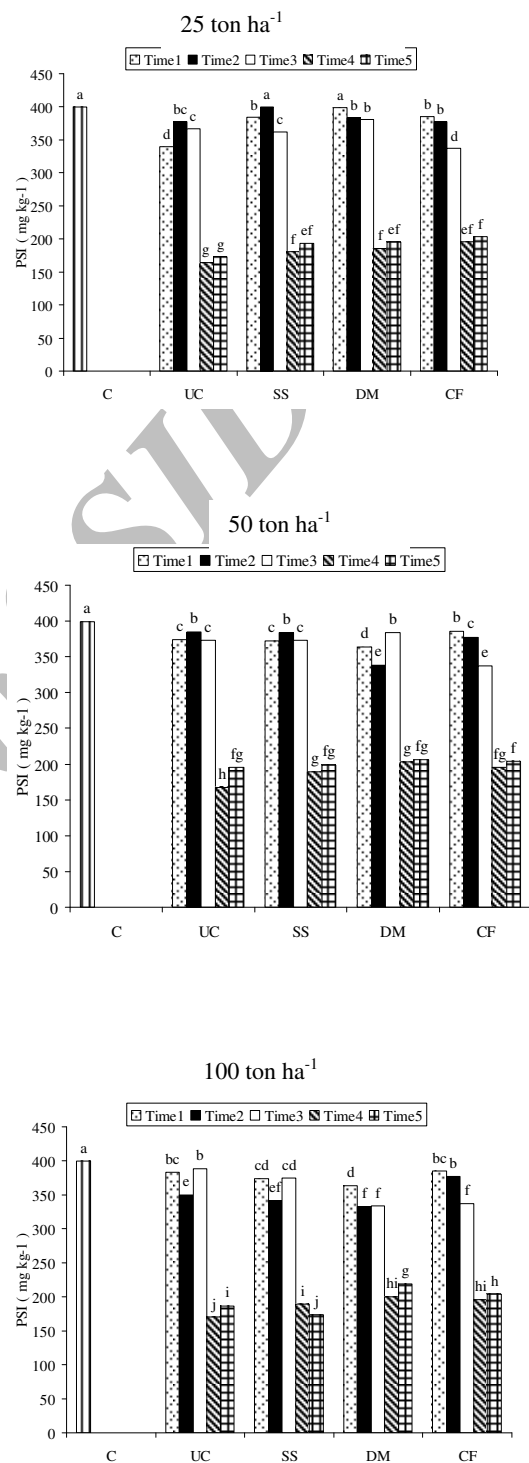 25 ton ha-1
Time1 Time2 Time3 Time4 Time5
PSI ( mg kg-1 )
450
400
350
300
250
200
150
100
50
0
a
d bc c g g
b a c f ef
a b b f ef
b b d ef f
C UC SS DM CF
SID
50 ton ha-1
Time1 Time2 Time3 Time4 Time5
PSI ( mg kg-1 )
450
400
350
300
250
200
150
100
50
0
a
c b c h fg
c b c g fg
d e b g fg
b c e fg f
C UC SS DM CF
100 ton ha-1
Time1 Time2 Time3 Time4 Time5
PSI ( mg kg-1 )
450
400
350
300
250
200
150
100
50
0
a
bc e b j i
cd ef cd i j
d f f hi g
bc b f hi h
C UC SS DM CF